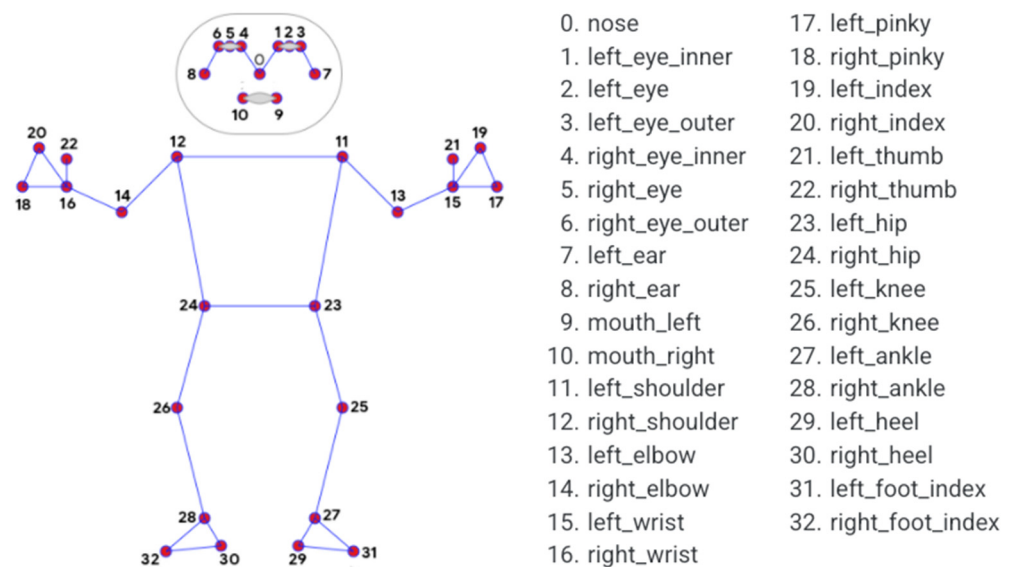 6 5 4 1 2 3
0
8 7
10 9
20 22 12 11 21 19
18 16 14 13 15 17
24 23
26 25
28 27
32 30 29 31
0. nose
1. left_eye_inner
2. left_eye
3. left_eye_outer
4. right_eye_inner
5. right_eye
6. right_eye_outer
7. left_ear
8. right_ear
9. mouth_left
10. mouth_right
11. left_shoulder
12. right_shoulder
13. left_elbow
14. right_elbow
15. left_wrist
16. right_wrist
17. left_pinky
18. right_pinky
19. left_index
20. right_index
21. left_thumb
22. right_thumb
23. left_hip
24. right_hip
25. left_knee
26. right_knee
27. left_ankle
28. right_ankle
29. left_heel
30. right_heel
31. left_foot_index
32. right_foot_index